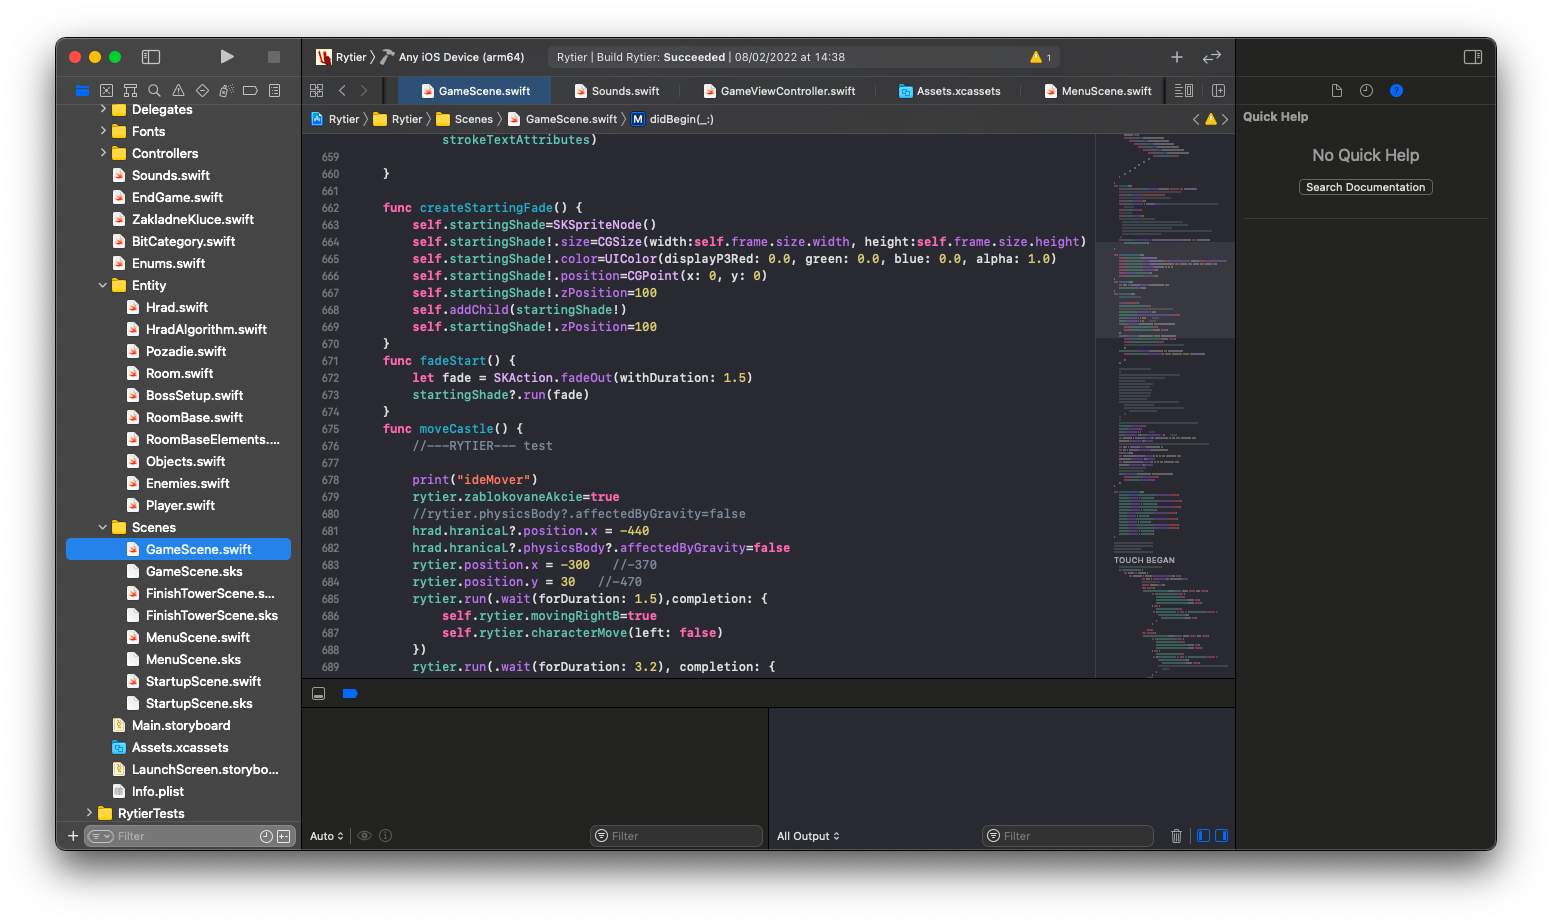 Rytier
Any iOS Device (arm64)
Rytier | Build Rytier: Succeeded | 08/02/2022 at 14:38
1
GameScene.swift
Sounds.swift
GameViewController.swift
Assets.xcassets
MenuScene.swift
Rytier
Rytier
Scenes
GameScene.swift
M didBegin(_:)
Delegates
Fonts
Controllers
Sounds.swift
EndGame.swift
ZakladneKluce.swift
BitCategory.swift
Enums.swift
Entity
Hrad.swift
HradAlgorithm.swift
Pozadie.swift
Room.swift
BossSetup.swift
RoomBase.swift
RoomBaseElements....
Objects.swift
Enemies.swift
Player.swift
Scenes
GameScene.swift
GameScene.sks
FinishTowerScene.s...
FinishTowerScene.sks
MenuScene.swift
MenuScene.sks
StartupScene.swift
StartupScene.sks
Main.storyboard
Assets.xcassets
LaunchScreen.storybo...
Info.plist
RytierTests
Filter
strokeTextAttributes)
659
660 }
661
662 func createStartingFade() {
663 self.startingShade=SKSpriteNode()
664 self.startingShade!.size=CGSize(width:self.frame.size.width, height:self.frame.size.height)
665 self.startingShade!.color=UIColor(displayP3Red: 0.0, green: 0.0, blue: 0.0, alpha: 1.0)
666 self.startingShade!.position=CGPoint(x: 0, y: 0)
667 self.startingShade!.zPosition=100
668 self.addChild(startingShade!)
669 self.startingShade!.zPosition=100
670 }
671 func fadeStart() {
672 let fade = SKAction.fadeOut(withDuration: 1.5)
673 startingShade?.run(fade)
674 }
675 func moveCastle() {
676 //---RYTIER--- test
677
678 print("ideMover")
679 rytier.zablokovaneAkcie=true
680 //rytier.physicsBody?.affectedByGravity=false
681 hrad.hranicaL?.position.x = -440
682 hrad.hranicaL?.physicsBody?.affectedByGravity=false
683 rytier.position.x = -300 //-370
684 rytier.position.y = 30 //-470
685 rytier.run(.wait(forDuration: 1.5),completion: {
686 self.rytier.movingRightB=true
687 self.rytier.characterMove(left: false)
688 })
689 rytier.run(.wait(forDuration: 3.2), completion: {
TOUCH BEGAN
Auto
Filter
All Output
Filter
Quick Help
No Quick Help
Search Documentation